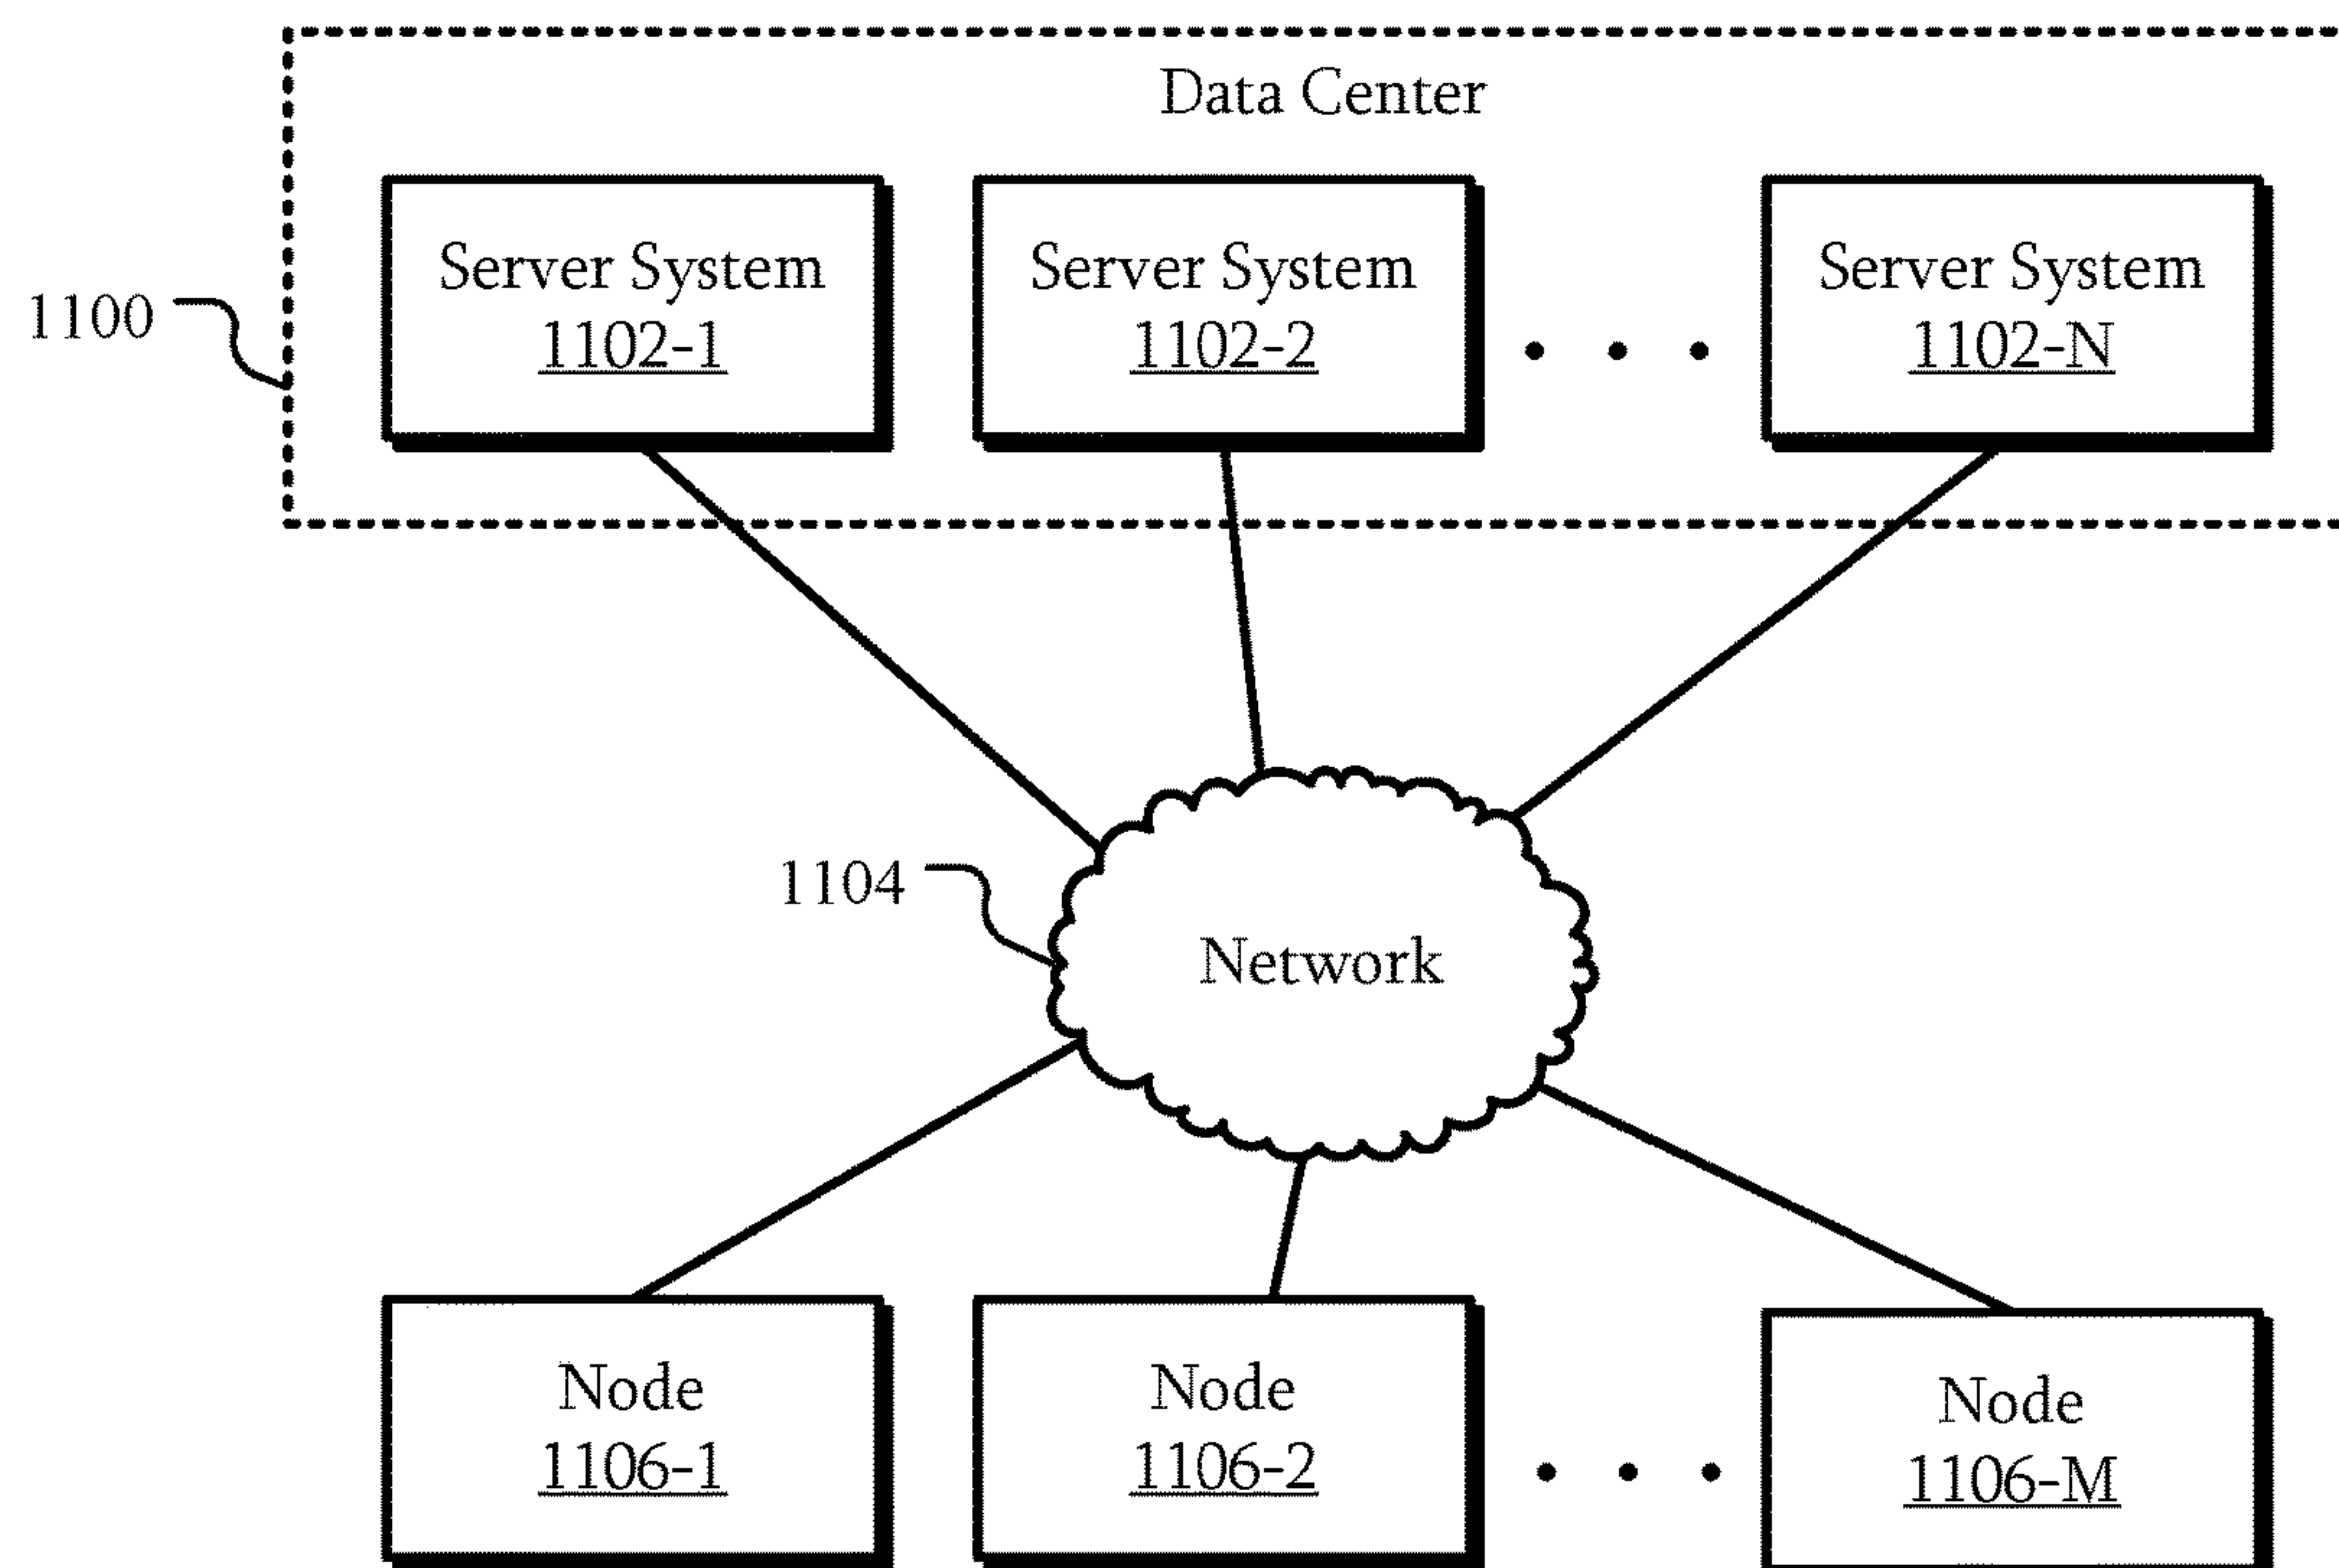 Data Center
Server System
1102-1
Server System
1102-2
Server System
1102-N
1100
1104
Network
Node
1106-1
Node
1106-2
Node
1106-M